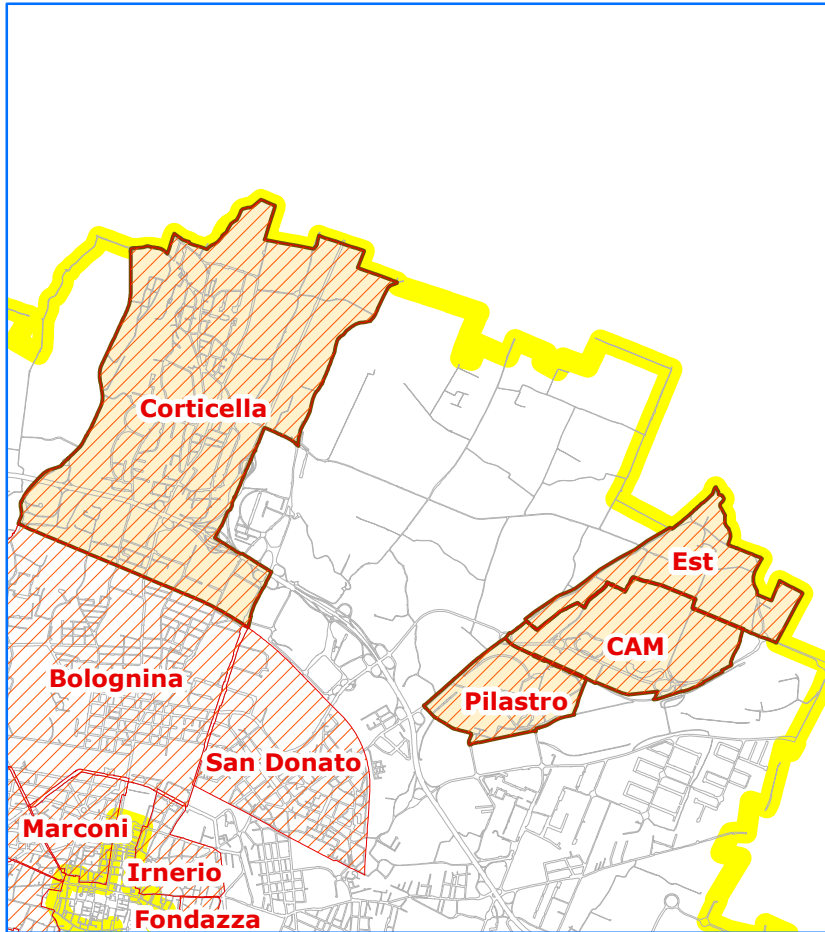 Corticella
Est
CAM
Bolognina
Pilastro
San Donato
Marconi
Irnerio
Fondazza